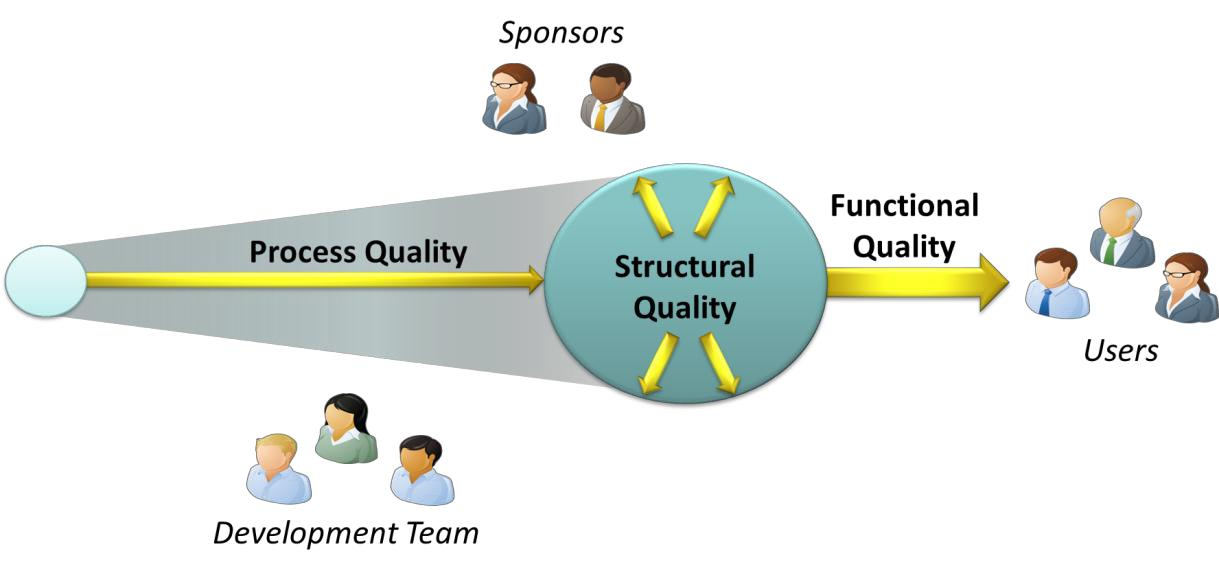 Sponsors
Process Quality
Structural
Quality
Functional
Quality
Users
Development Team